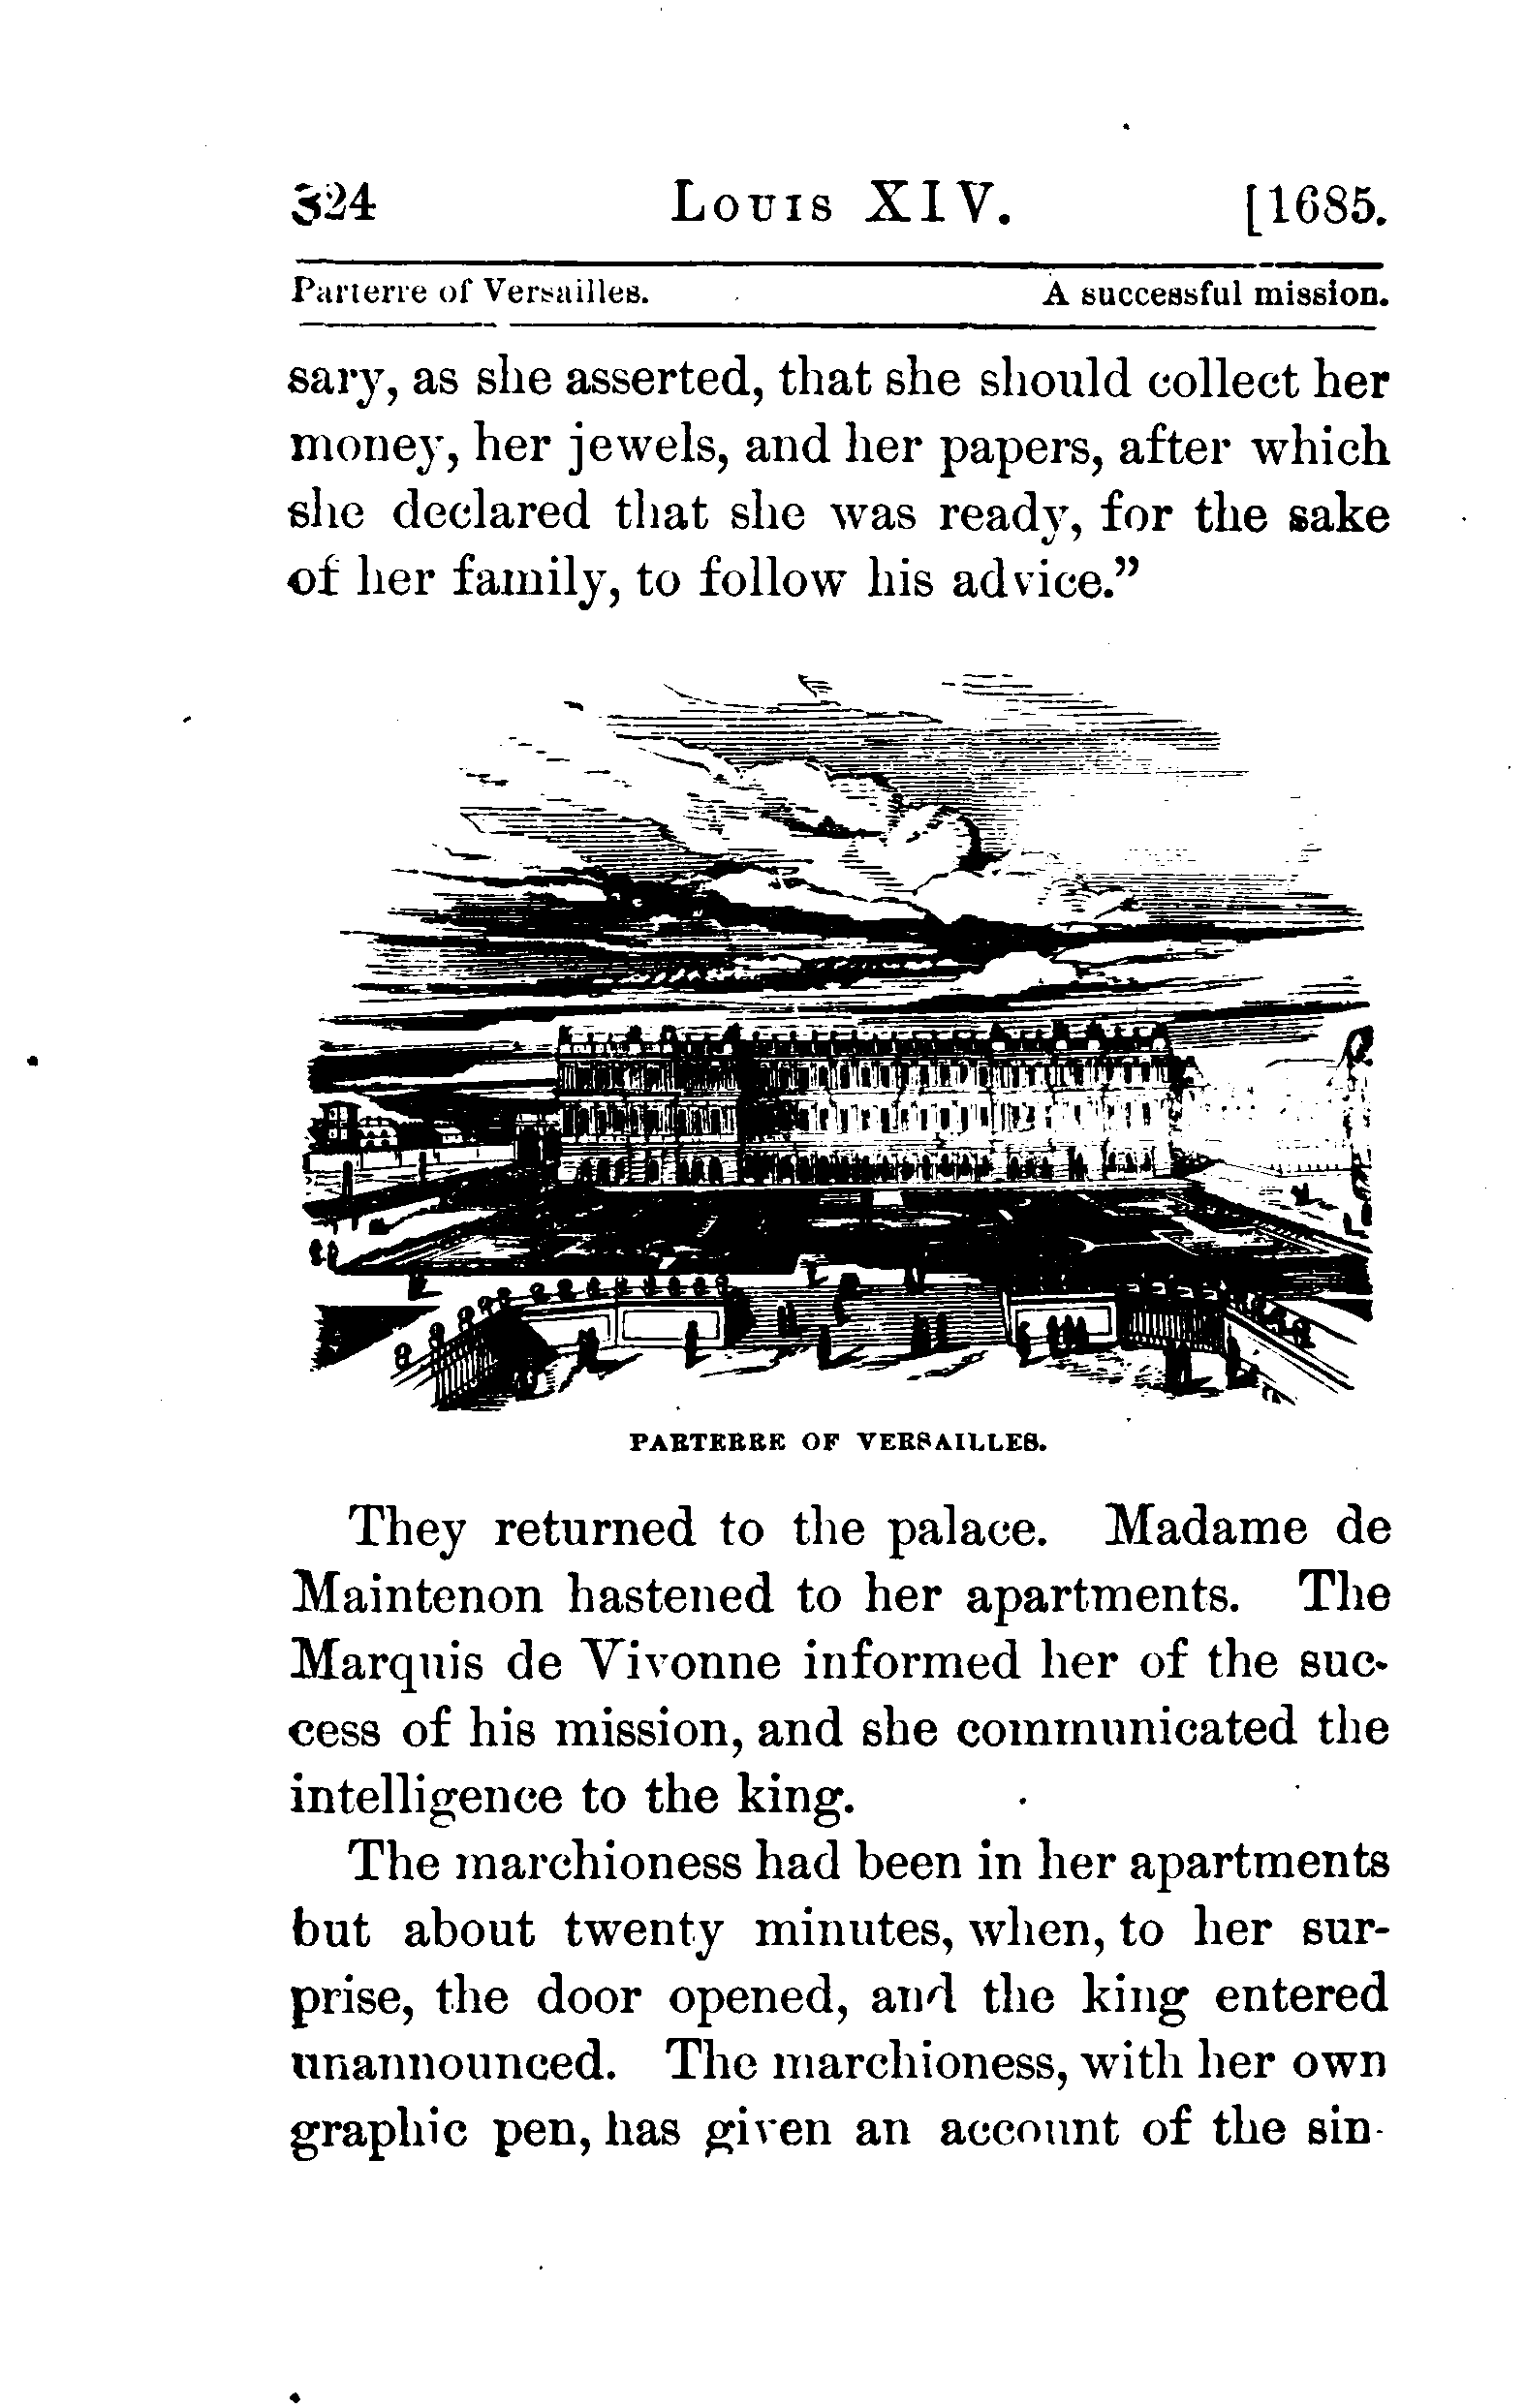 324 Louis XIV. [1685.
Parterre of Versailles. A successful mission.
sary, as she asserted, that she should collect her
money, her jewels, and her papers, after which
she declared that she was ready, for the sake
of her family, to follow his advice.”
PARTERRE OF VERSAILLES.
They returned to the palace. Madame de
Maintenon hastened to her apartments. The
Marquis de Vivonne informed her of the suc-
cess of his mission, and she communicated the
intelligence to the king.
The marchioness had been in her apartments
but about twenty minutes, when, to her sur-
prise, the door opened, and the king entered
unannounced. The marchioness, with her own
graphic pen, has given an account of the sin-